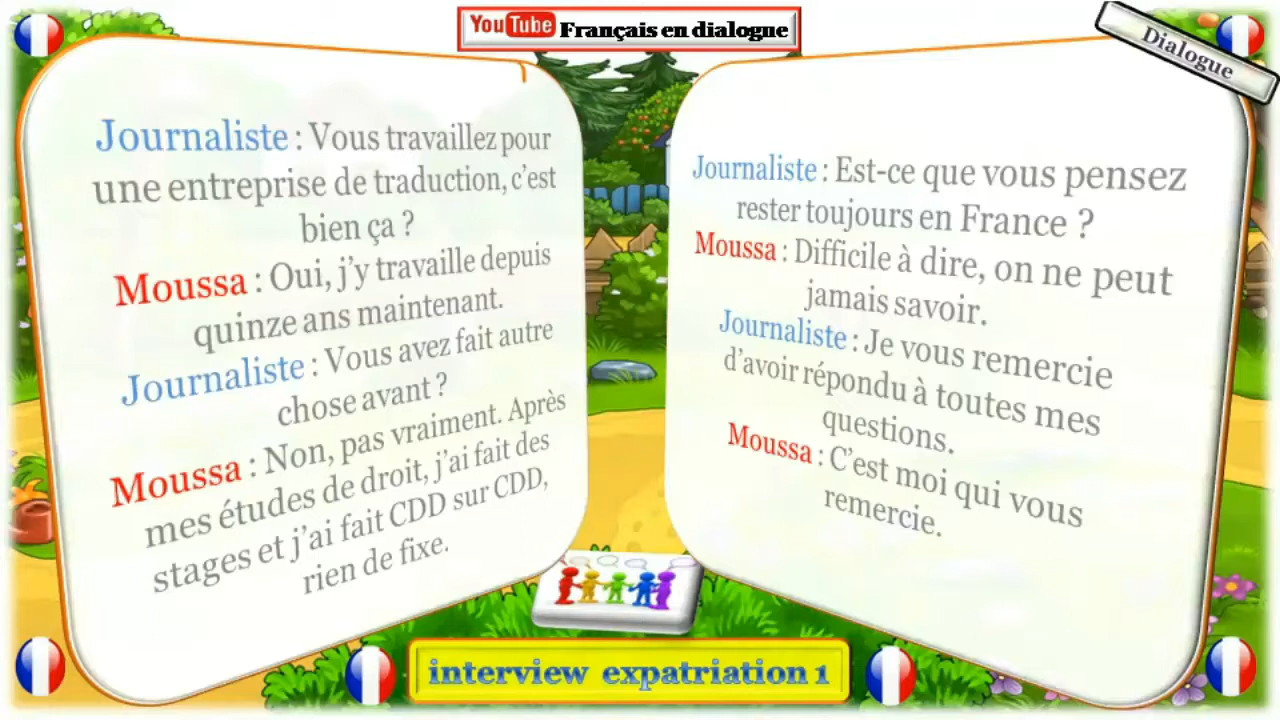 YouTube Français en dialogue
Dialogue
Journaliste : Vous travaillez pour
une entreprise de traduction, c’est
bien ça ?
Moussa : Oui, j’y travaille depuis
quinze ans maintenant.
Journaliste : Vous avez fait autre
chose avant ?
Moussa : Non, pas vraiment. Après
mes études de droit, j’ai fait des
stages et j’ai fait CDD sur CDD,
rien de fixe.
Journaliste : Est-ce que vous pensez
rester toujours en France ?
Moussa : Difficile à dire, on ne peut
jamais savoir.
Journaliste : Je vous remercie
d’avoir répondu à toutes mes
questions.
Moussa : C’est moi qui vous
remercie.
interview expatriation 1